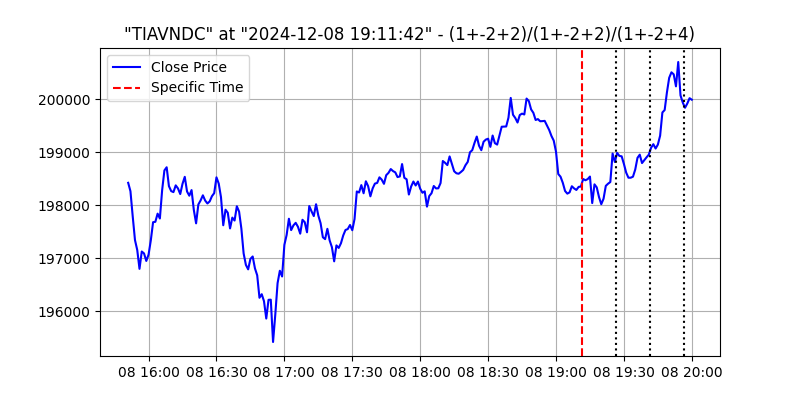 "TIAVNDC" at "2024-12-08 19:11:42" - (1+-2+2)/(1+-2+2)/(1+-2+4)
Close Price
Specific Time
200000
199000
198000
197000
196000
08 16:00 08 16:30 08 17:00 08 17:30 08 18:00 08 18:30 08 19:00 08 19:30 08 20:00